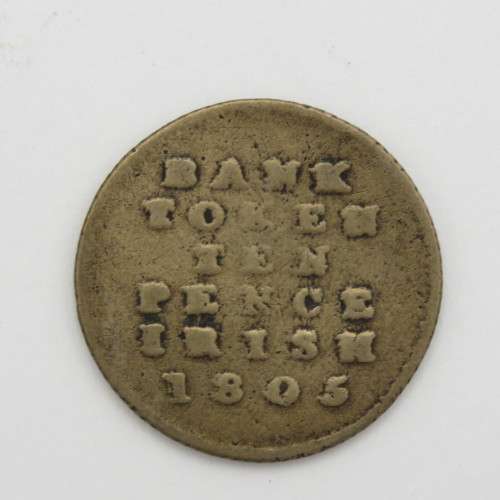 BANK
TOKEN
TEN
PENCE
IRISH
1805